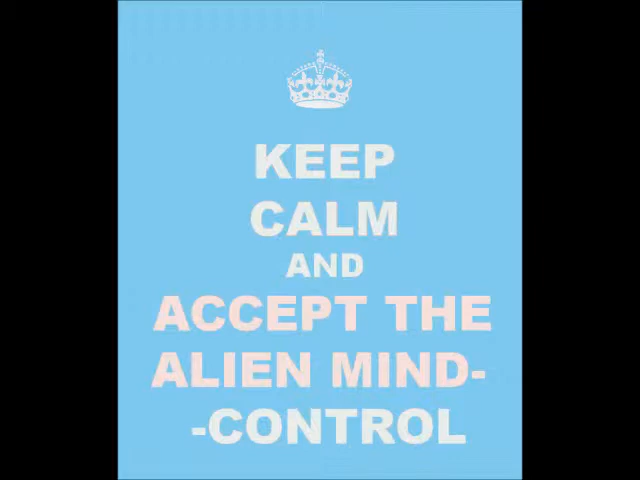 KEEP
CALM
AND
ACCEPT THE
ALIEN MIND-
-CONTROL